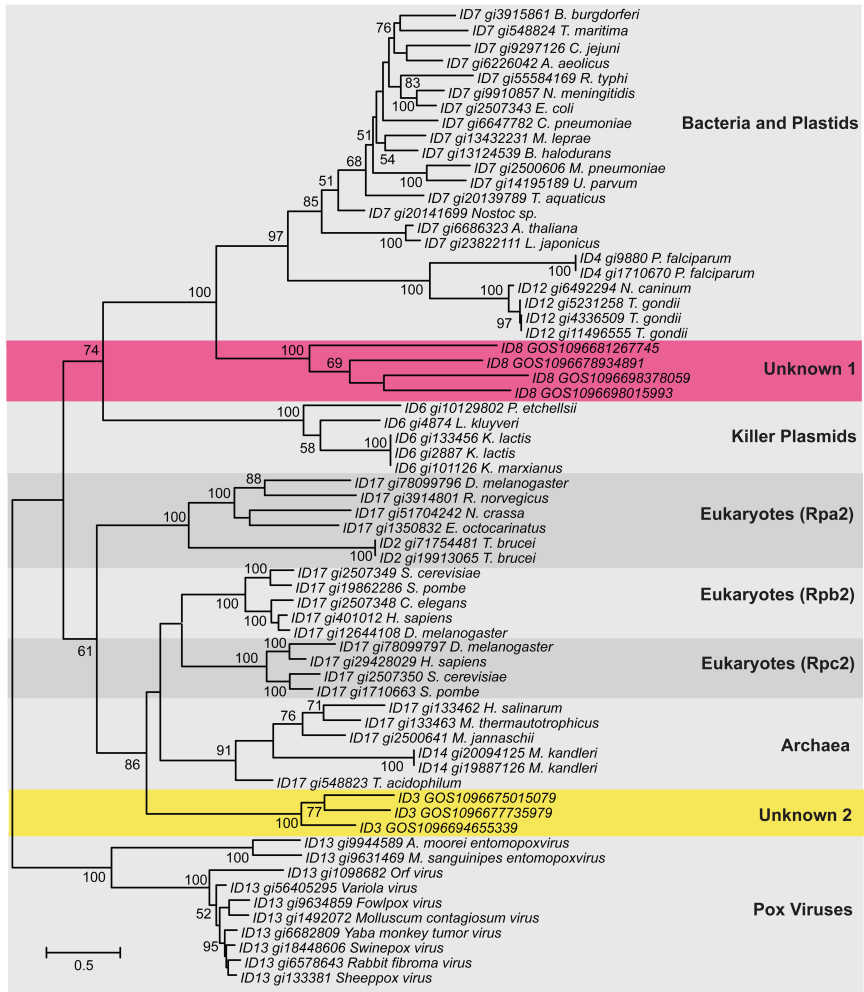 ID7 gi3915861 B. burgdorferi
76
ID7 gi548824 T. maritima
ID7 gi9297126 C. jejuni
ID7 gi6226042 A. aeolicus
ID7 gi55584169 R. typhi
83
ID7 gi9910857 N. meningitidis
100
ID7 gi2507343 E. coli
ID7 gi6647782 C. pneumoniae
Bacteria and Plastids
51
ID7 gi13432231 M. leprae
54
ID7 gi13124539 B. halodurans
68
ID7 gi2500606 M. pneumoniae
100
ID7 gi14195189 U. parvum
51
ID7 gi20139789 T. aquaticus
85
ID7 gi20141699 Nostoc sp.
ID7 gi6686323 A. thaliana
97
100
ID7 gi23822111 L. japonicus
ID4 gi9880 P. falciparum
100
ID4 gi1710670 P. falciparum
100
100
100
ID12 gi6492294 N. caninum
ID12 gi5231258 T. gondii
ID12 gi4336509 T. gondii
97
ID12 gi11496555 T. gondii
74
100
ID8 GOS1096681267745
69
ID8 GOS1096678934891
Unknown 1
ID8 GOS1096698378059
ID8 GOS1096698015993
100
ID6 gi10129802 P. etchellsii
ID6 gi4874 L. kluyveri
58
100
ID6 gi133456 K. lactis
Killer Plasmids
ID6 gi2887 K. lactis
ID6 gi101126 K. marxianus
88
ID17 gi78099796 D. melanogaster
100
ID17 gi3914801 R. norvegicus
100
ID17 gi51704242 N. crassa
Eukaryotes (Rpa2)
ID17 gi1350832 E. octocarinatus
ID2 gi71754481 T. brucei
100
ID2 gi19913065 T. brucei
100
ID17 gi2507349 S. cerevisiae
ID17 gi19862286 S. pombe
Eukaryotes (Rpb2)
100
ID17 gi2507348 C. elegans
100
ID17 gi401012 H. sapiens
ID17 gi12644108 D. melanogaster
61
100
ID17 gi78099797 D. melanogaster
100
ID17 gi29428029 H. sapiens
Eukaryotes (Rpc2)
ID17 gi2507350 S. cerevisiae
100
ID17 gi1710663 S. pombe
71
ID17 gi133462 H. salinarum
76
ID17 gi133463 M. thermautotrophicus
ID17 gi2500641 M. jannaschii
Archaea
91
ID14 gi20094125 M. kandleri
86
100
ID14 gi19887126 M. kandleri
ID17 gi548823 T. acidophilum
ID3 GOS1096675015079
77
ID3 GOS1096677735979
Unknown 2
100
ID3 GOS1096694655339
ID13 gi9944589 A. moorei entomopoxvirus
100
ID13 gi9631469 M. sanguinipes entomopoxvirus
100
100
ID13 gi1098682 Orf virus
ID13 gi56405295 Variola virus
ID13 gi9634859 Fowlpox virus
Pox Viruses
52
ID13 gi1492072 Molluscum contagiosum virus
ID13 gi6682809 Yaba monkey tumor virus
95
ID13 gi18448606 Swinepox virus
ID13 gi6578643 Rabbit fibroma virus
0.5
ID13 gi133381 Sheeppox virus